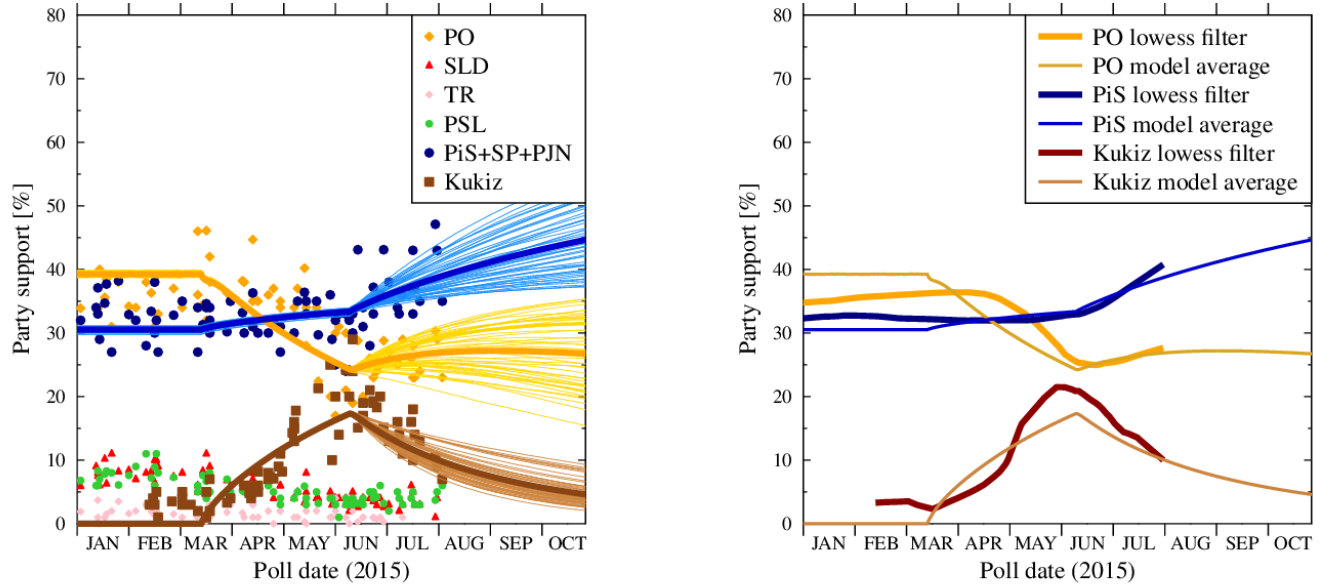 80
70
60
50
40
30
20
10
0
Party support [%]
PO
SLD
TR
PSL
PiS+SP+PJN
Kukiz
JAN FEB MAR APR MAY JUN JUL AUG SEP OCT
Poll date (2015)
80
70
60
50
40
30
20
10
0
Party support [%]
PO lowess filter
PO model average
PiS lowess filter
PiS model average
Kukiz lowess filter
Kukiz model average
JAN FEB MAR APR MAY JUN JUL AUG SEP OCT
Poll date (2015)